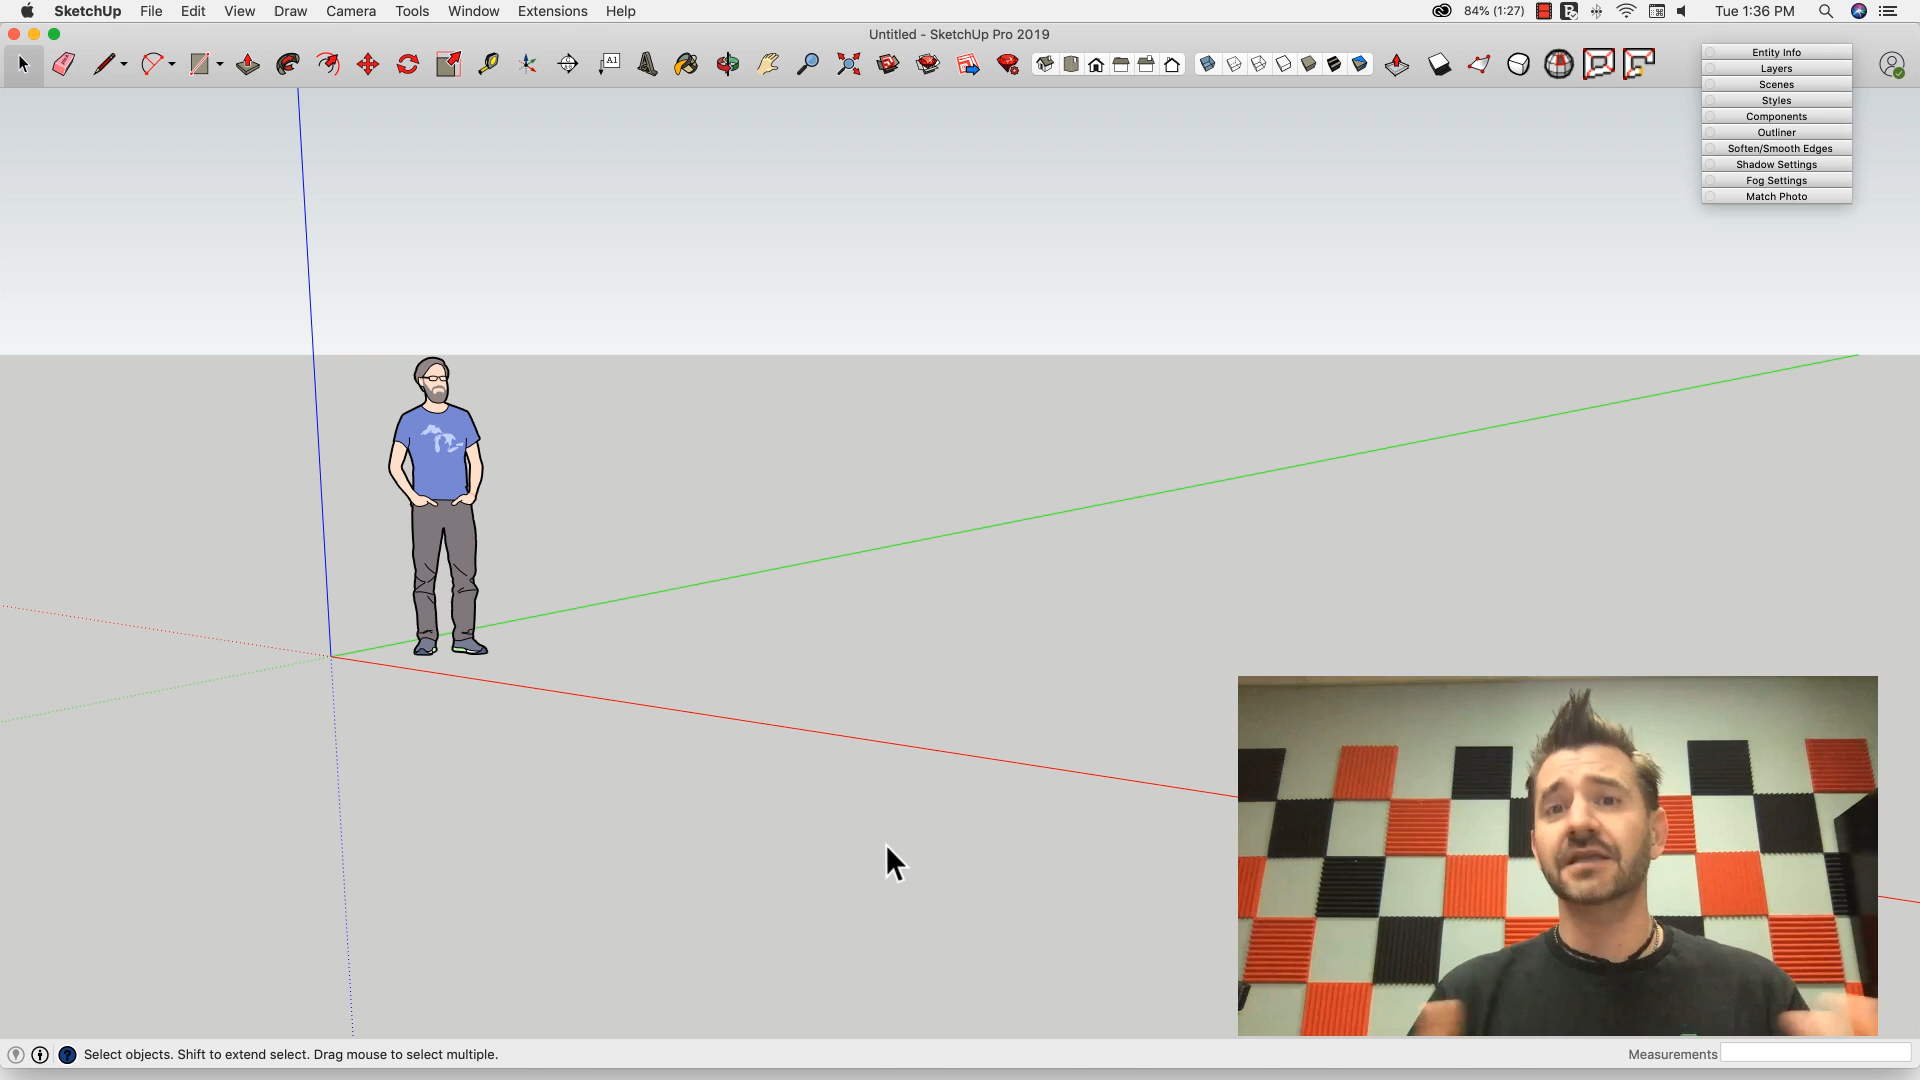 SketchUp File Edit View Draw Camera Tools Window Extensions Help 84% (1:27) Tue 1:36 PM
Untitled - SketchUp Pro 2019
A1
Entity Info
Layers
Scenes
Styles
Components
Outliner
Soften/Smooth Edges
Shadow Settings
Fog Settings
Match Photo
Select objects. Shift to extend select. Drag mouse to select multiple.
Measurements